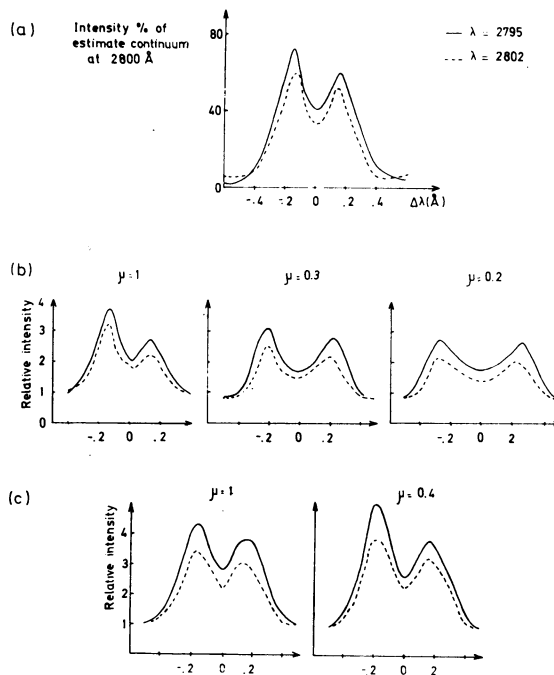 (a)
Intensity % of
estimate continuum
at 2800 Å
80
40
0
-.4 -.2 0 .2 .4 Δλ(Å)
λ = 2795
λ = 2802
(b)
μ=1 μ=0.3 μ=0.2
Relative intensity
4
3
2
1
0
-.2 0 .2
-.2 0 .2
-.2 0 2
(c)
μ=1 μ=0.4
Relative intensity
4
3
2
1
-.2 0 .2
-.2 0 .2